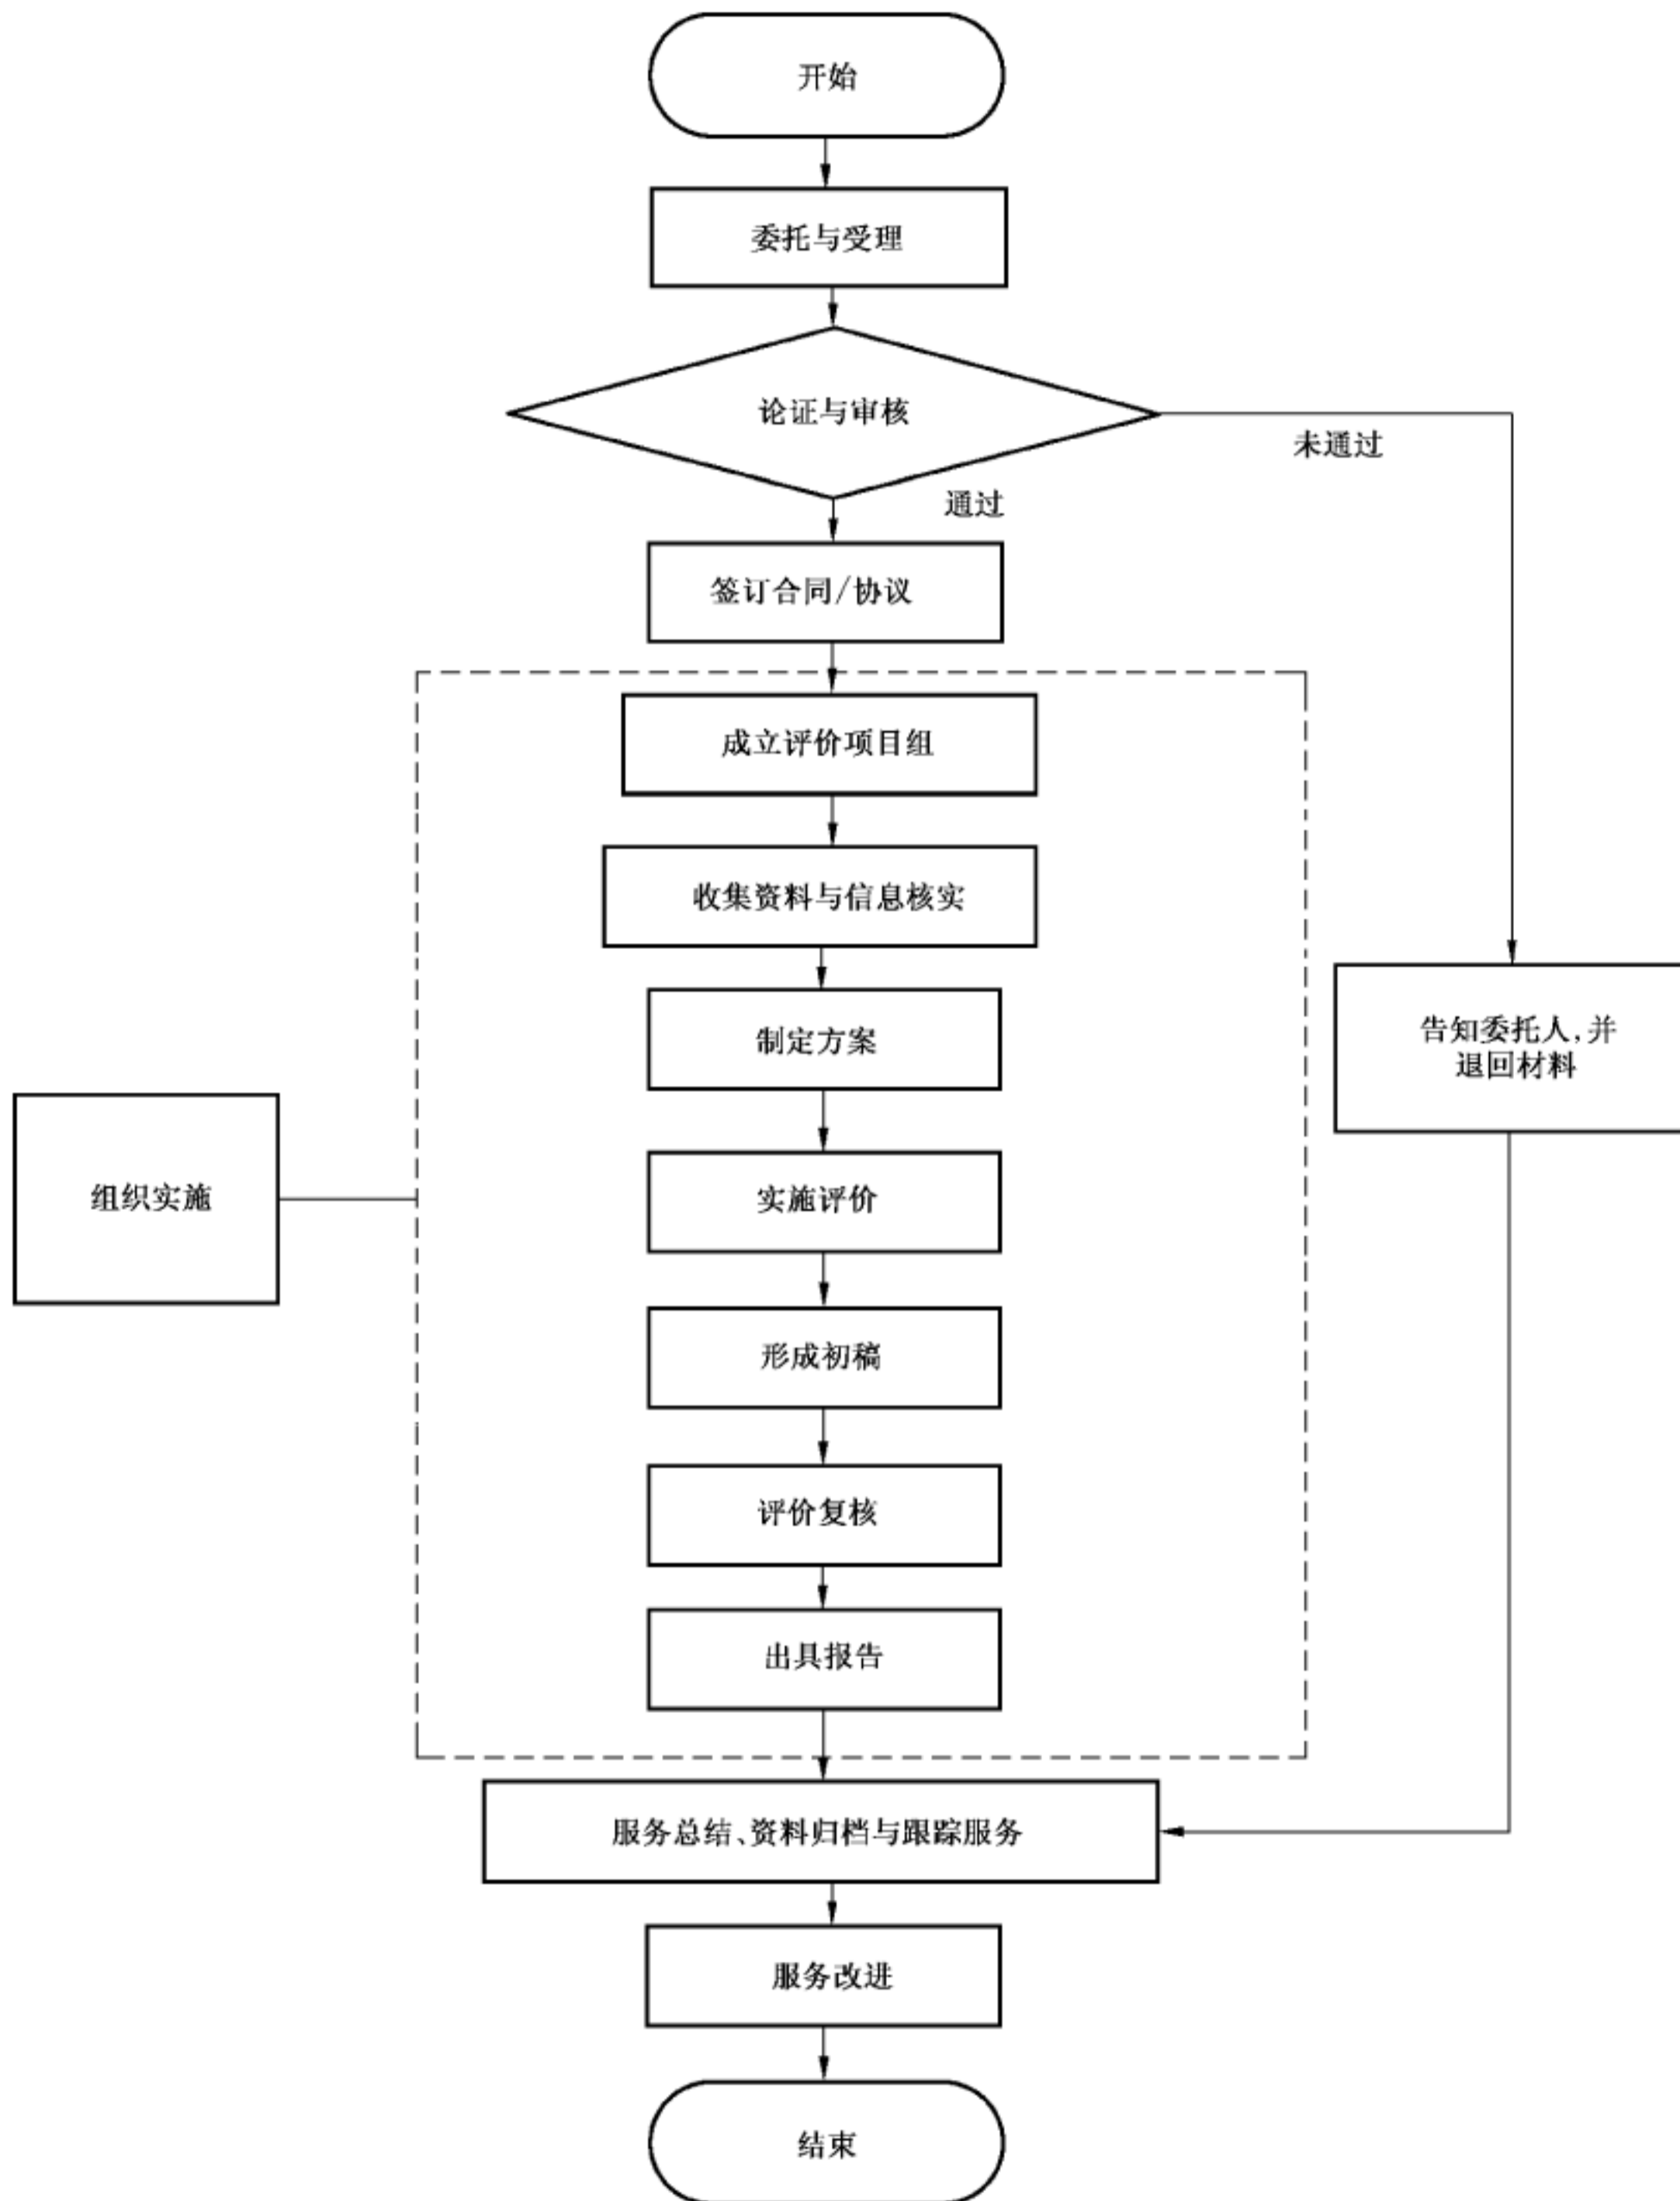 开始
委托与受理
论证与审核
未通过
通过
签订合同/协议
成立评价项目组
收集资料与信息核实
制定方案
告知委托人,并
退回材料
组织实施
实施评价
形成初稿
评价复核
出具报告
服务总结、资料归档与跟踪服务
服务改进
结束